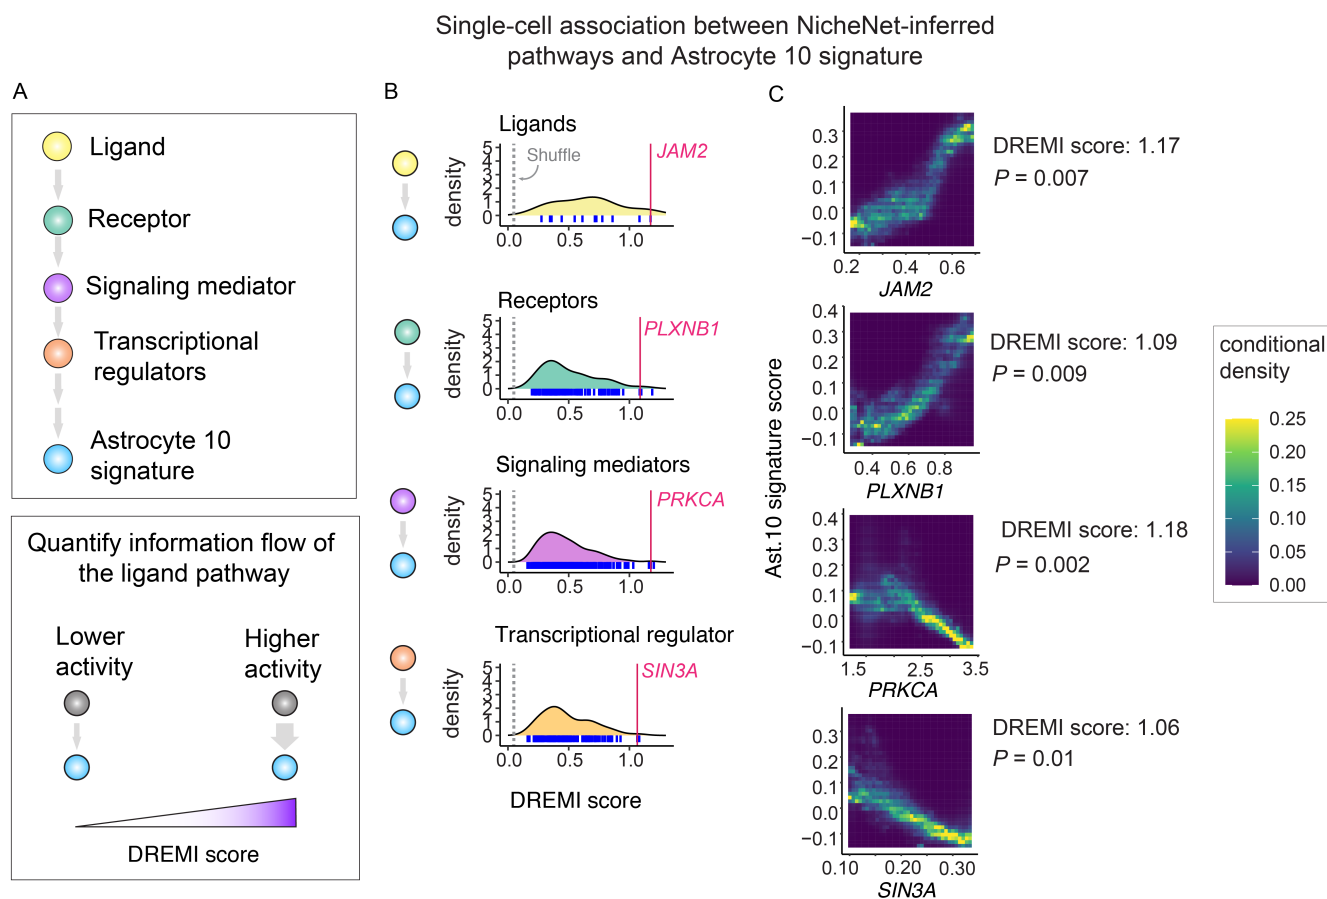 Single-cell association between NicheNet-inferred
pathways and Astrocyte 10 signature
A
Ligand
Receptor
Signaling mediator
Transcriptional
regulators
Astrocyte 10
signature
Quantify information flow of
the ligand pathway
Lower
activity
Higher
activity
DREMI score
B
Ligands
density
5
4
3
2
1
0
Shuffle
JAM2
0.0 0.5 1.0
Receptors
density
5
4
3
2
1
0
PLXNB1
0.0 0.5 1.0
Signaling mediators
density
5
4
3
2
1
0
PRKCA
0.0 0.5 1.0
Transcriptional regulator
density
5
4
3
2
1
0
SIN3A
0.0 0.5 1.0
DREMI score
C
Ast.10 signature score
0.3
0.2
0.1
0.0
−0.1
0.2 0.4 0.6
JAM2
DREMI score: 1.17
P = 0.007
0.4
0.3
0.2
0.1
0.0
−0.1
0.4 0.6 0.8
PLXNB1
DREMI score: 1.09
P = 0.009
0.4
0.3
0.2
0.1
0.0
−0.1
1.5 2.5 3.5
PRKCA
DREMI score: 1.18
P = 0.002
0.3
0.2
0.1
0.0
−0.1
0.10 0.20 0.30
SIN3A
DREMI score: 1.06
P = 0.01
conditional
density
0.25
0.20
0.15
0.10
0.05
0.00